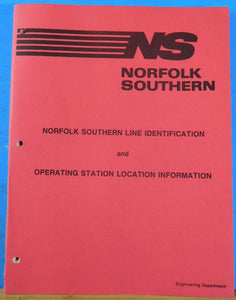 NS
NORFOLK
SOUTHERN
NORFOLK SOUTHERN LINE IDENTIFICATION
and
OPERATING STATION LOCATION INFORMATION
Engineering Department